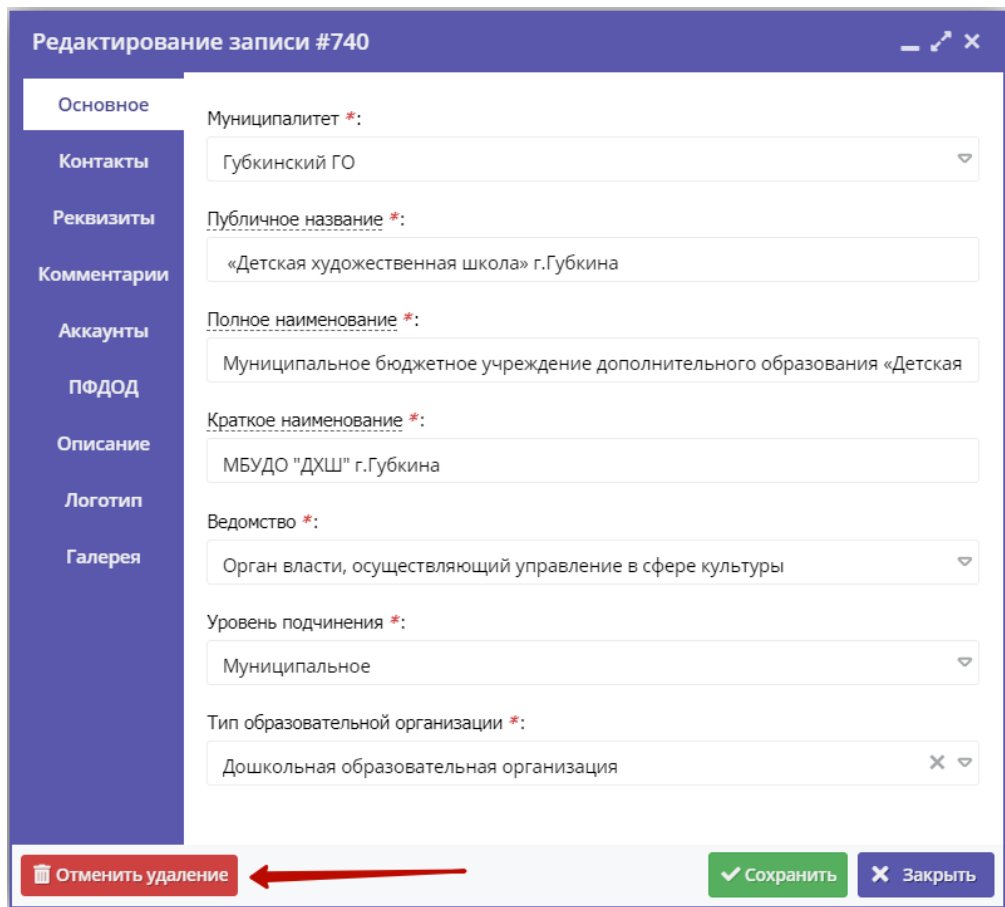 Редактирование записи #740
Основное
Контакты
Реквизиты
Комментарии
Аккаунты
ПФДОД
Описание
Логотип
Галерея
Муниципалитет *:
Губкинский ГО
Публичное название *:
«Детская художественная школа» г.Губкина
Полное наименование *:
Муниципальное бюджетное учреждение дополнительного образования «Детская
Краткое наименование *:
МБУДО "ДХШ" г.Губкина
Ведомство *:
Орган власти, осуществляющий управление в сфере культуры
Уровень подчинения *:
Муниципальное
Тип образовательной организации *:
Дошкольная образовательная организация
Отменить удаление
Сохранить
Закрыть